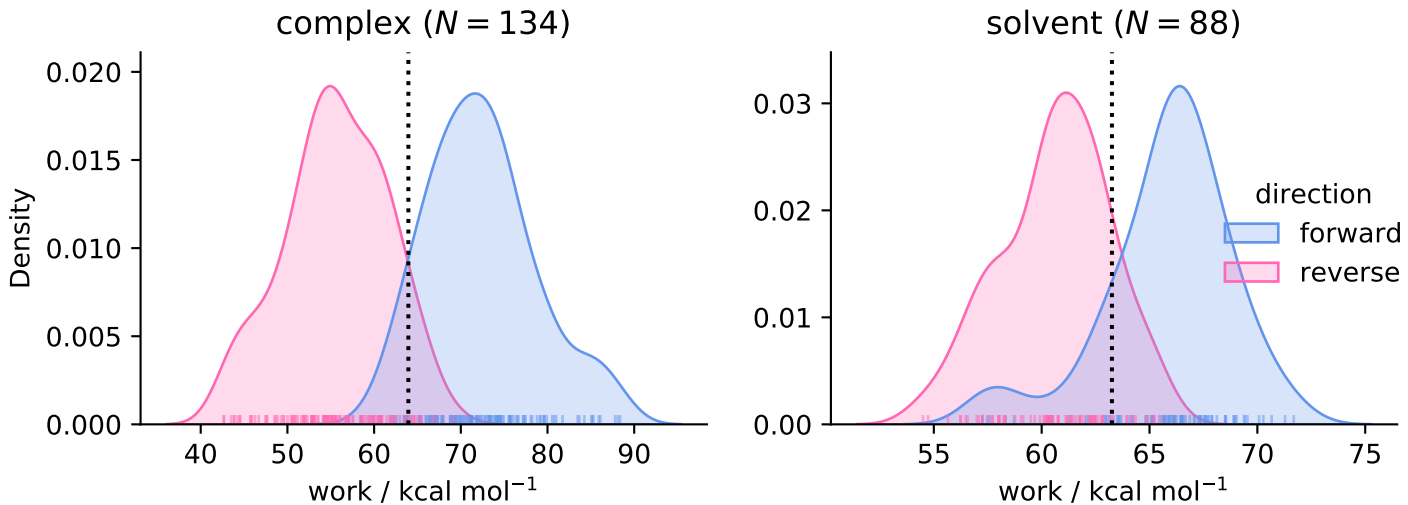 complex (N = 134)
Density
0.020
0.015
0.010
0.005
0.000
40 50 60 70 80 90
work / kcal mol⁻¹
solvent (N = 88)
0.03
0.02
0.01
0.00
55 60 65 70 75
work / kcal mol⁻¹
direction
forward
reverse